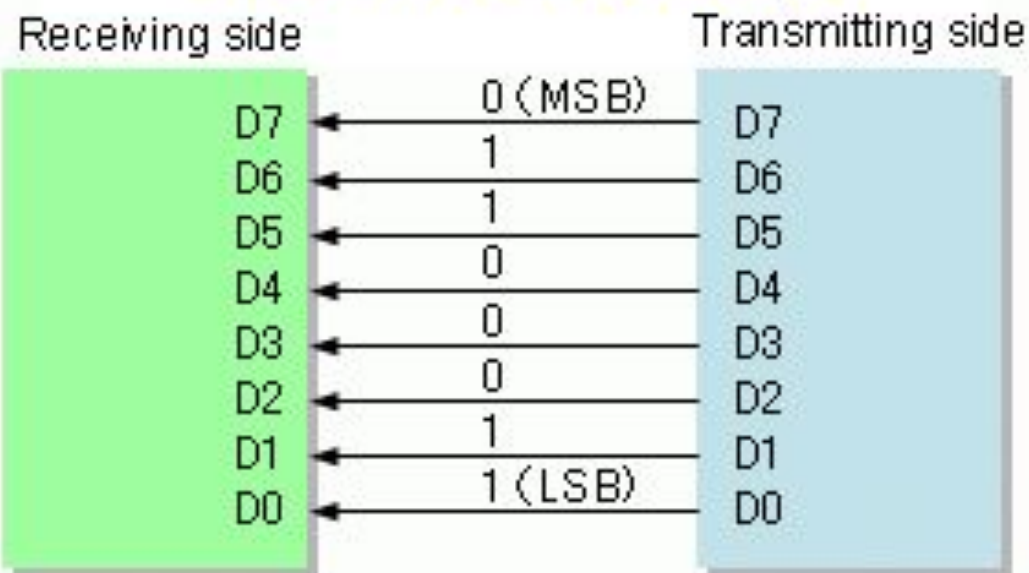 Receiving side Transmitting side
0(MSB)
D7 D7
1
D6 D6
1
D5 D5
0
D4 D4
0
D3 D3
0
D2 D2
1
D1 D1
1(LSB)
D0 D0